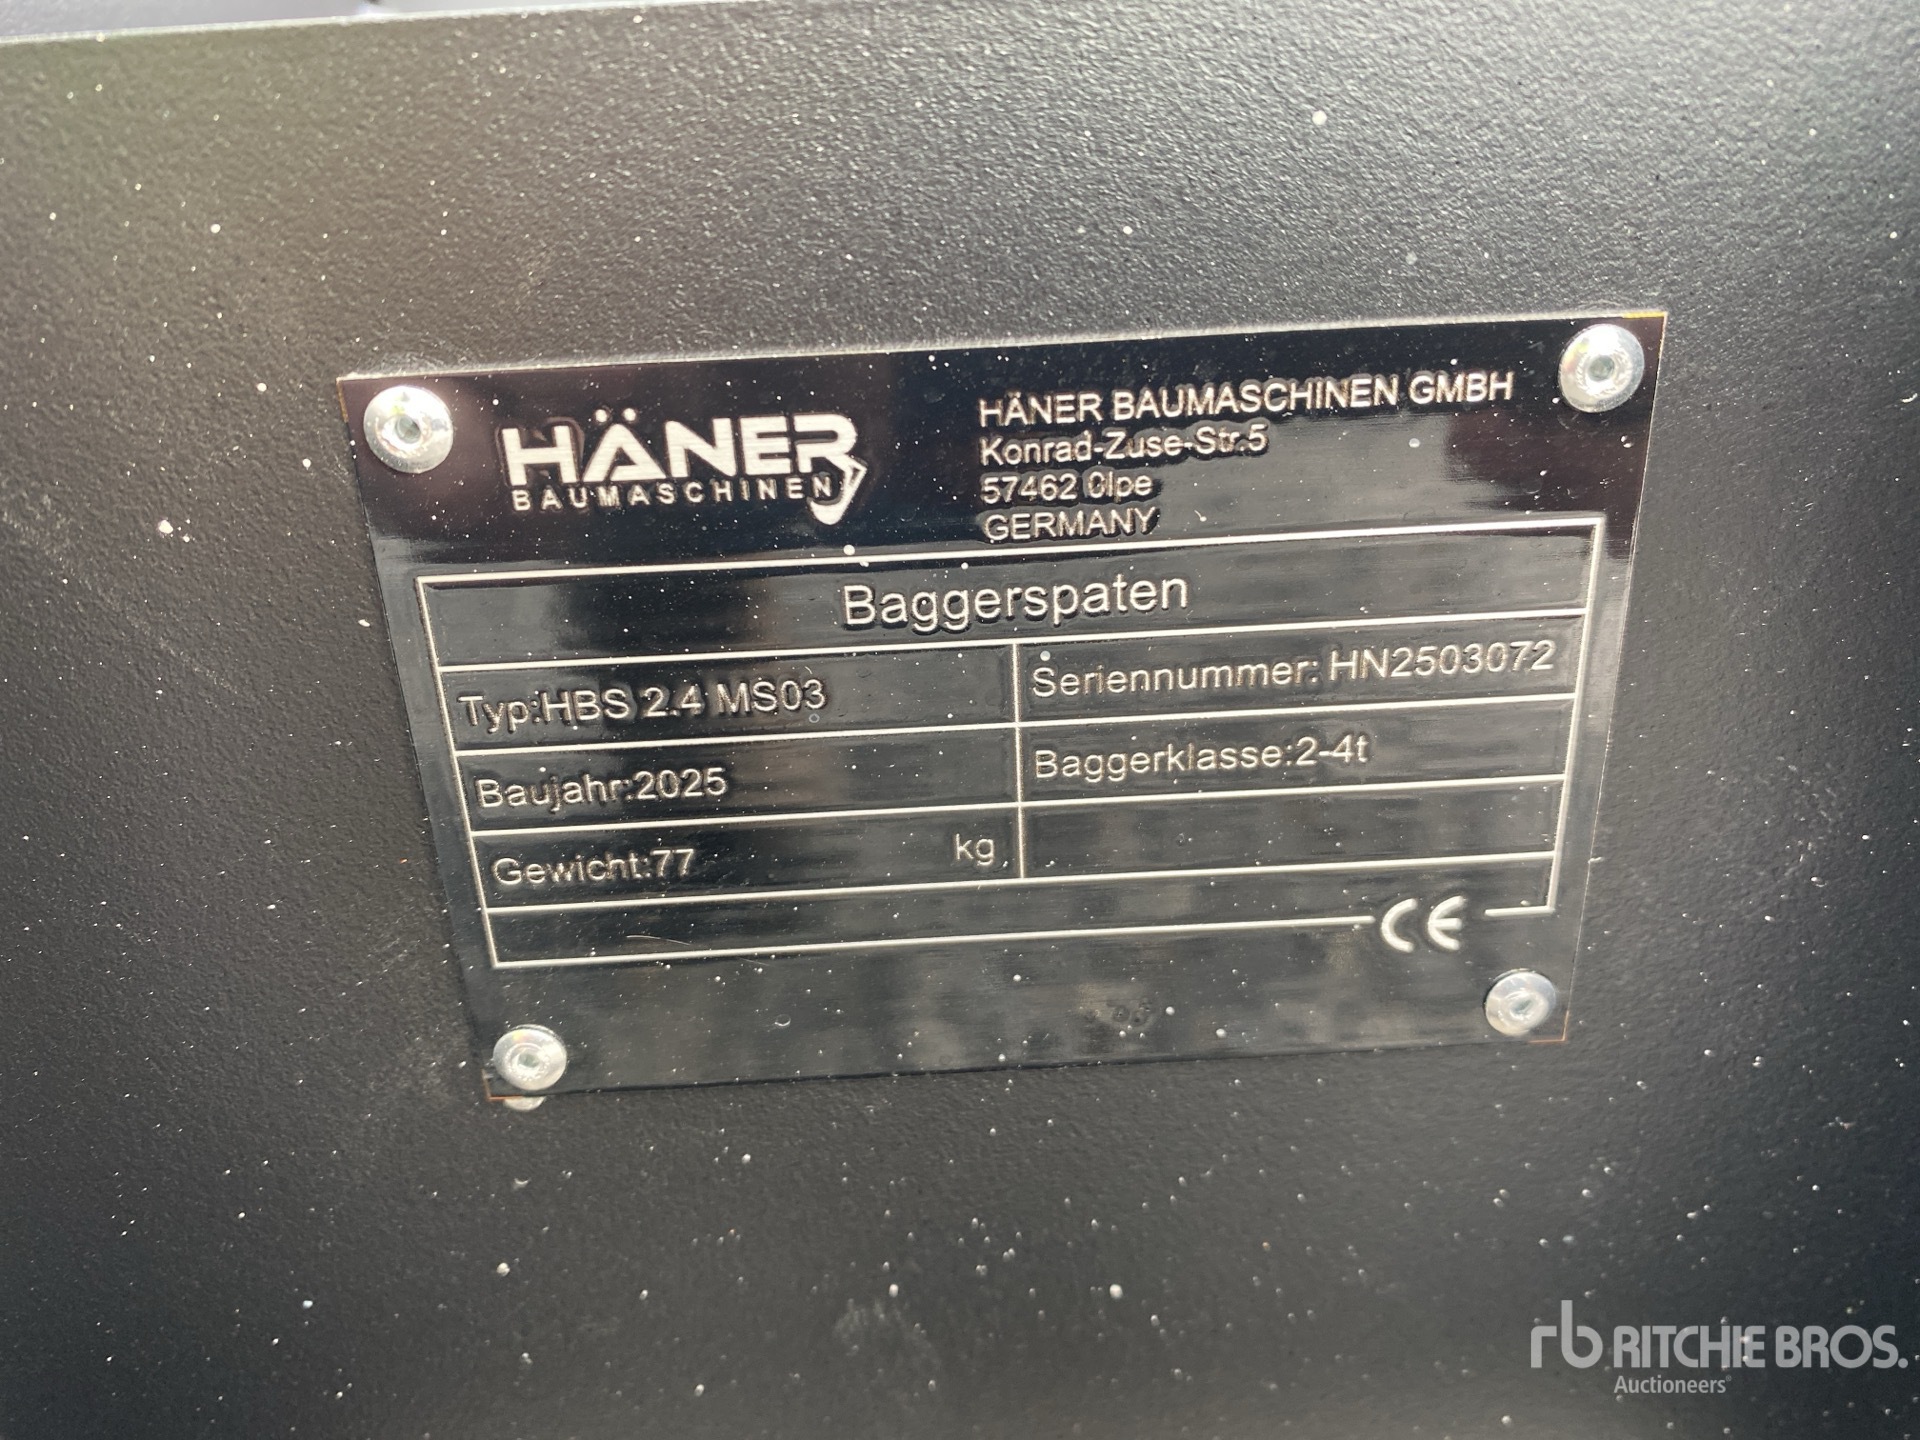 HÄNER
BAUMASCHINEN
HÄNER BAUMASCHINEN GMBH
Konrad-Zuse-Str.5
57462 Olpe
GERMANY
Baggerspaten
Typ:HBS 2.4 MS03
Seriennummer: HN2503072
Baujahr:2025
Baggerklasse:2-4t
Gewicht:77 kg
CE
rb RITCHIE BROS.
Auctioneers